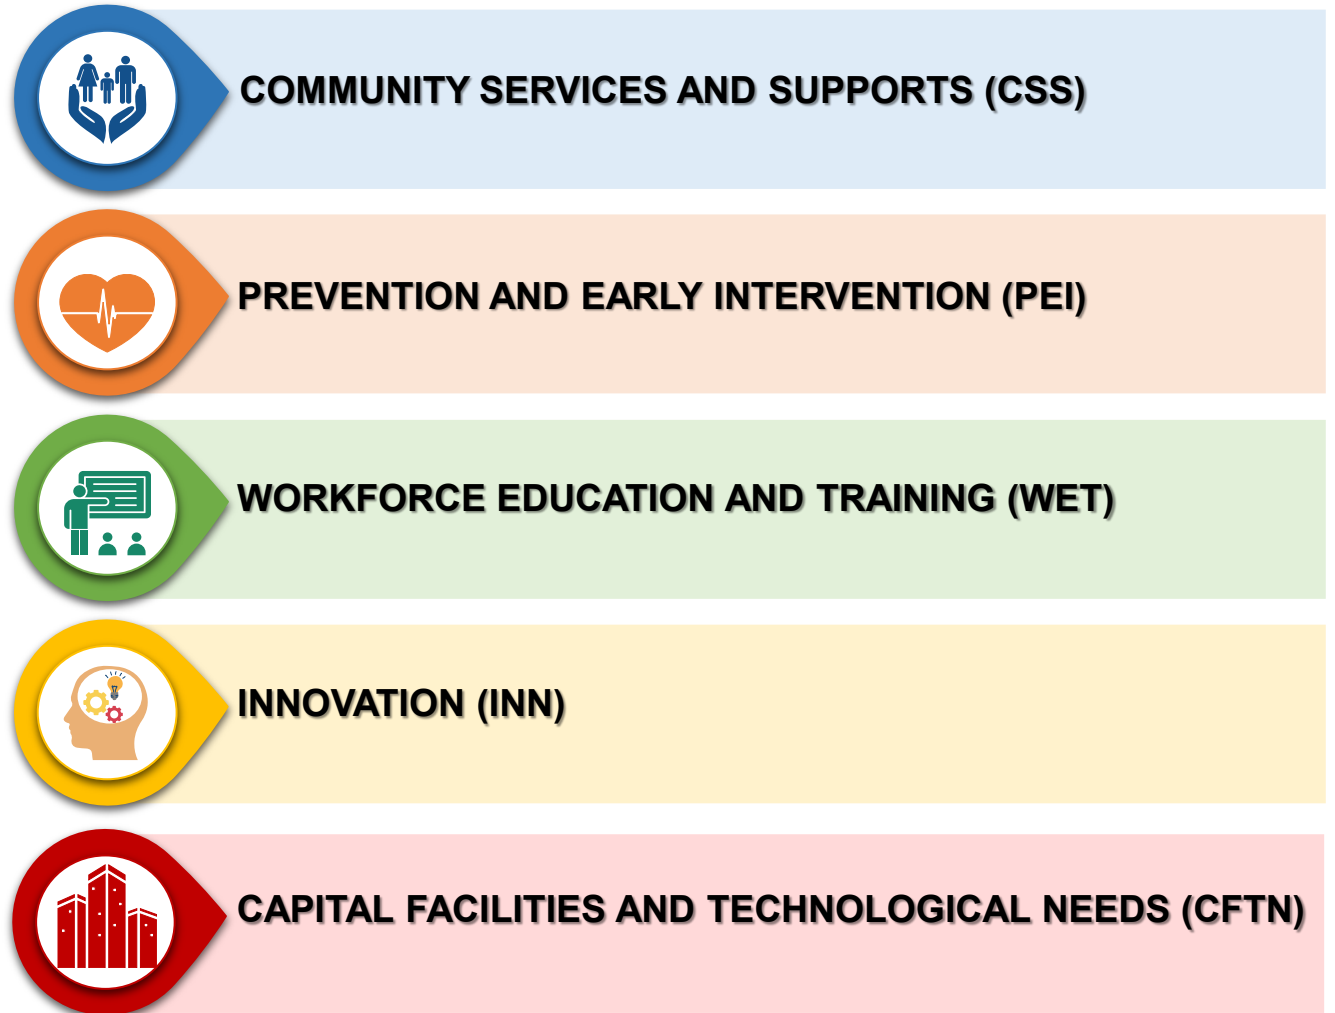 COMMUNITY SERVICES AND SUPPORTS (CSS)
PREVENTION AND EARLY INTERVENTION (PEI)
WORKFORCE EDUCATION AND TRAINING (WET)
INNOVATION (INN)
CAPITAL FACILITIES AND TECHNOLOGICAL NEEDS (CFTN)